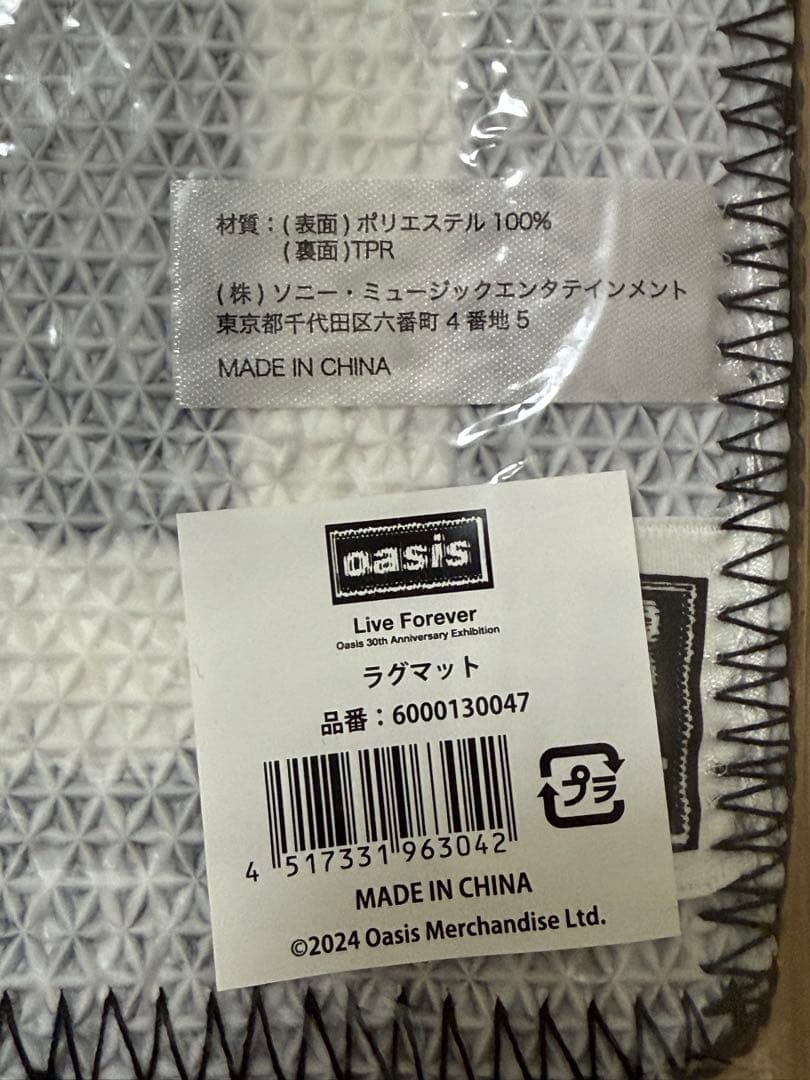 材質：(表面)ポリエステル 100%
(裏面)TPR
(株)ソニー・ミュージックエンタテインメント
東京都千代田区六番町 4 番地 5
MADE IN CHINA
oasis
Live Forever
Oasis 30th Anniversary Exhibition
ラグマット
品番：6000130047
プラ
4 517331 963042
MADE IN CHINA
©2024 Oasis Merchandise Ltd.